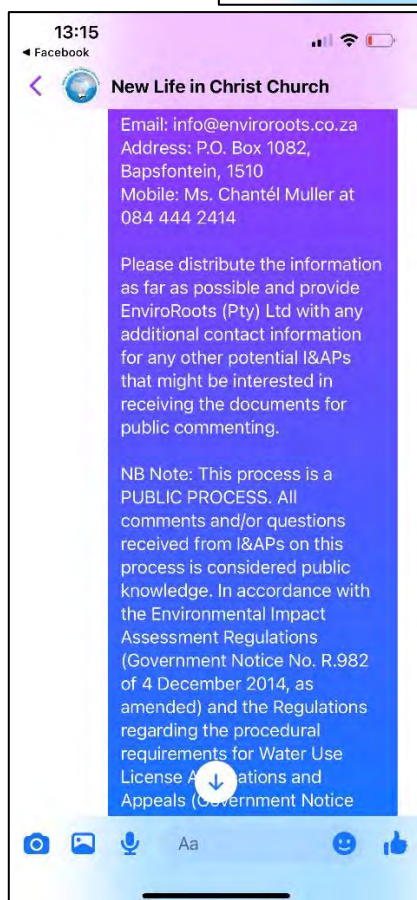 13:15
Facebook
New Life in Christ Church
Email: info@enviroroots.co.za
Address: P.O. Box 1082,
Bapsfontein, 1510
Mobile: Ms. Chantél Muller at
084 444 2414
Please distribute the information
as far as possible and provide
EnviroRoots (Pty) Ltd with any
additional contact information
for any other potential I&APs
that might be interested in
receiving the documents for
public commenting.
NB Note: This process is a
PUBLIC PROCESS. All
comments and/or questions
received from I&APs on this
process is considered public
knowledge. In accordance with
the Environmental Impact
Assessment Regulations
(Government Notice No. R.982
of 4 December 2014, as
amended) and the Regulations
regarding the procedural
requirements for Water Use
License and
Appeals Notice
Aa